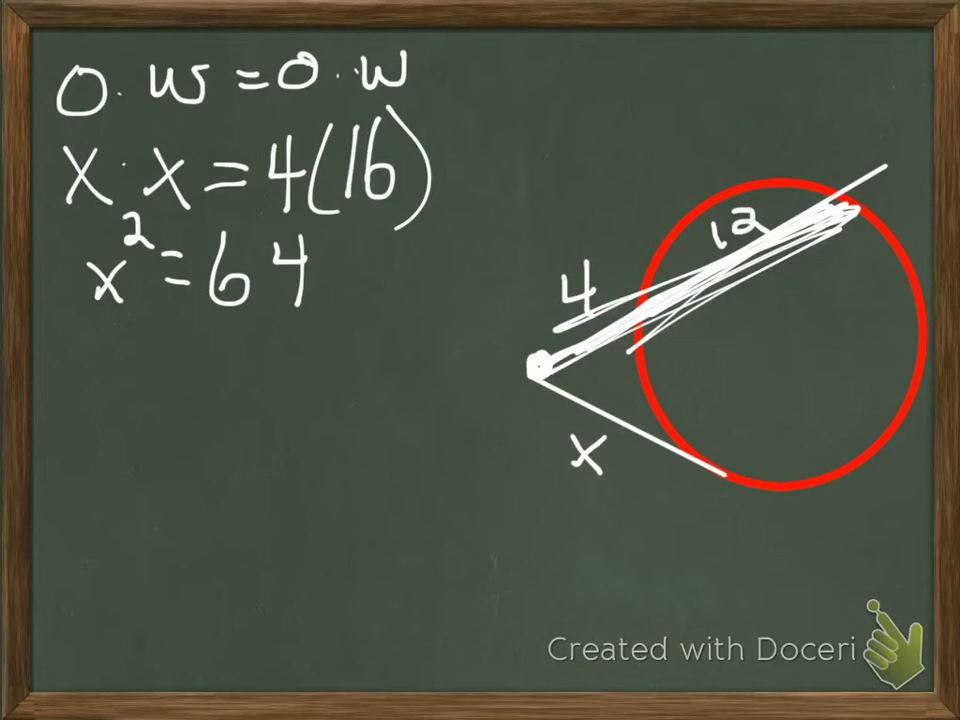 O · W = O · W
X · X = 4(16)
x² = 64
12
4
x
Created with Doceri